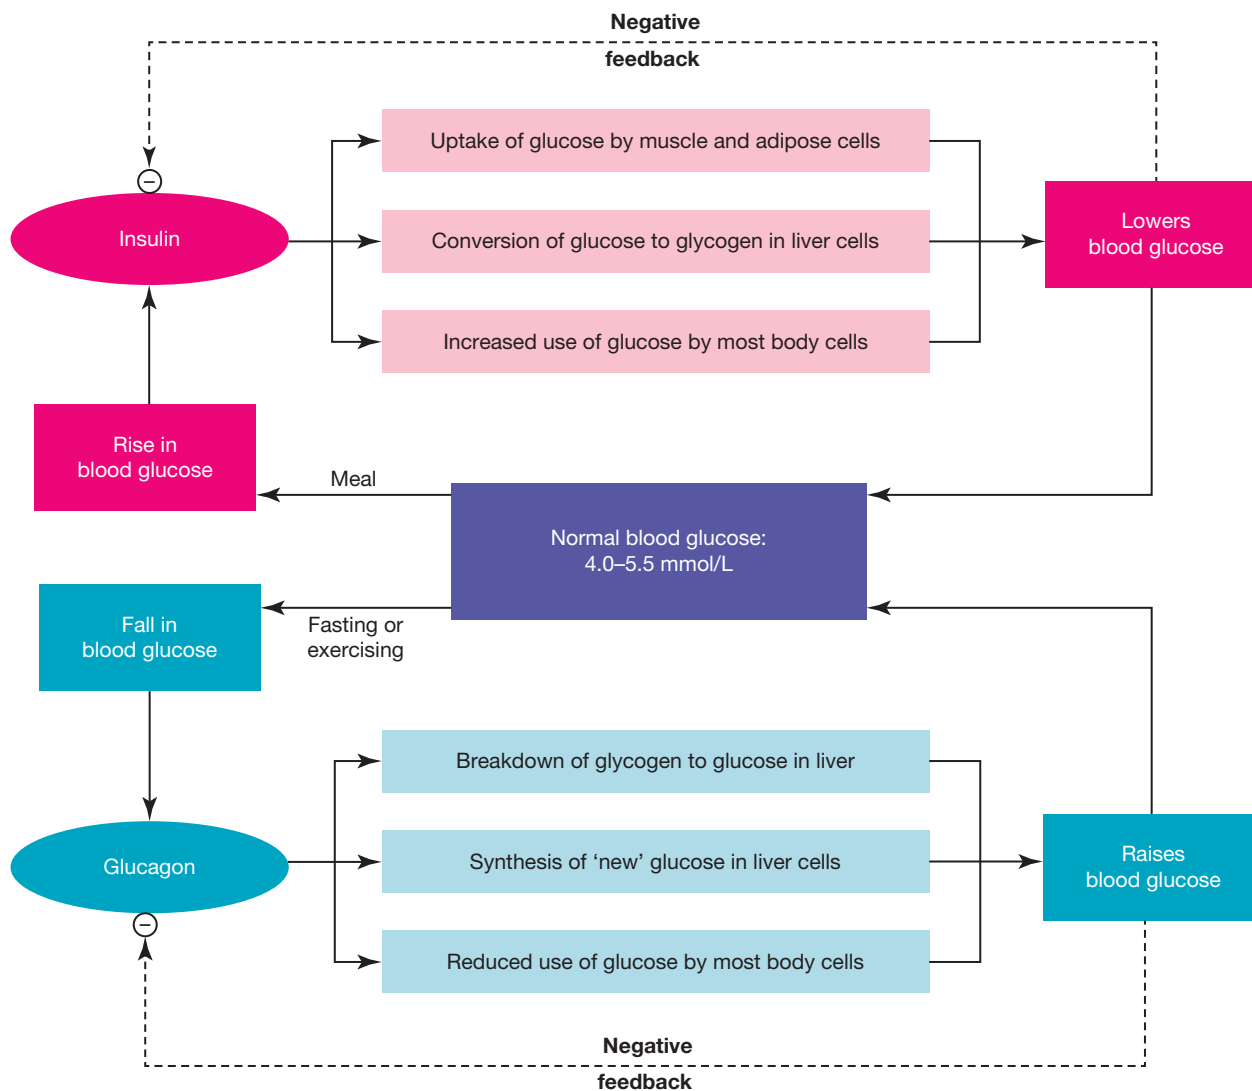 Negative
feedback
Uptake of glucose by muscle and adipose cells
−
Insulin
Conversion of glucose to glycogen in liver cells
Lowers
blood glucose
Increased use of glucose by most body cells
Rise in
blood glucose
Meal
Normal blood glucose:
4.0–5.5 mmol/L
Fall in
blood glucose
Fasting or
exercising
Breakdown of glycogen to glucose in liver
Glucagon
Synthesis of ‘new’ glucose in liver cells
Raises
blood glucose
−
Reduced use of glucose by most body cells
Negative
feedback